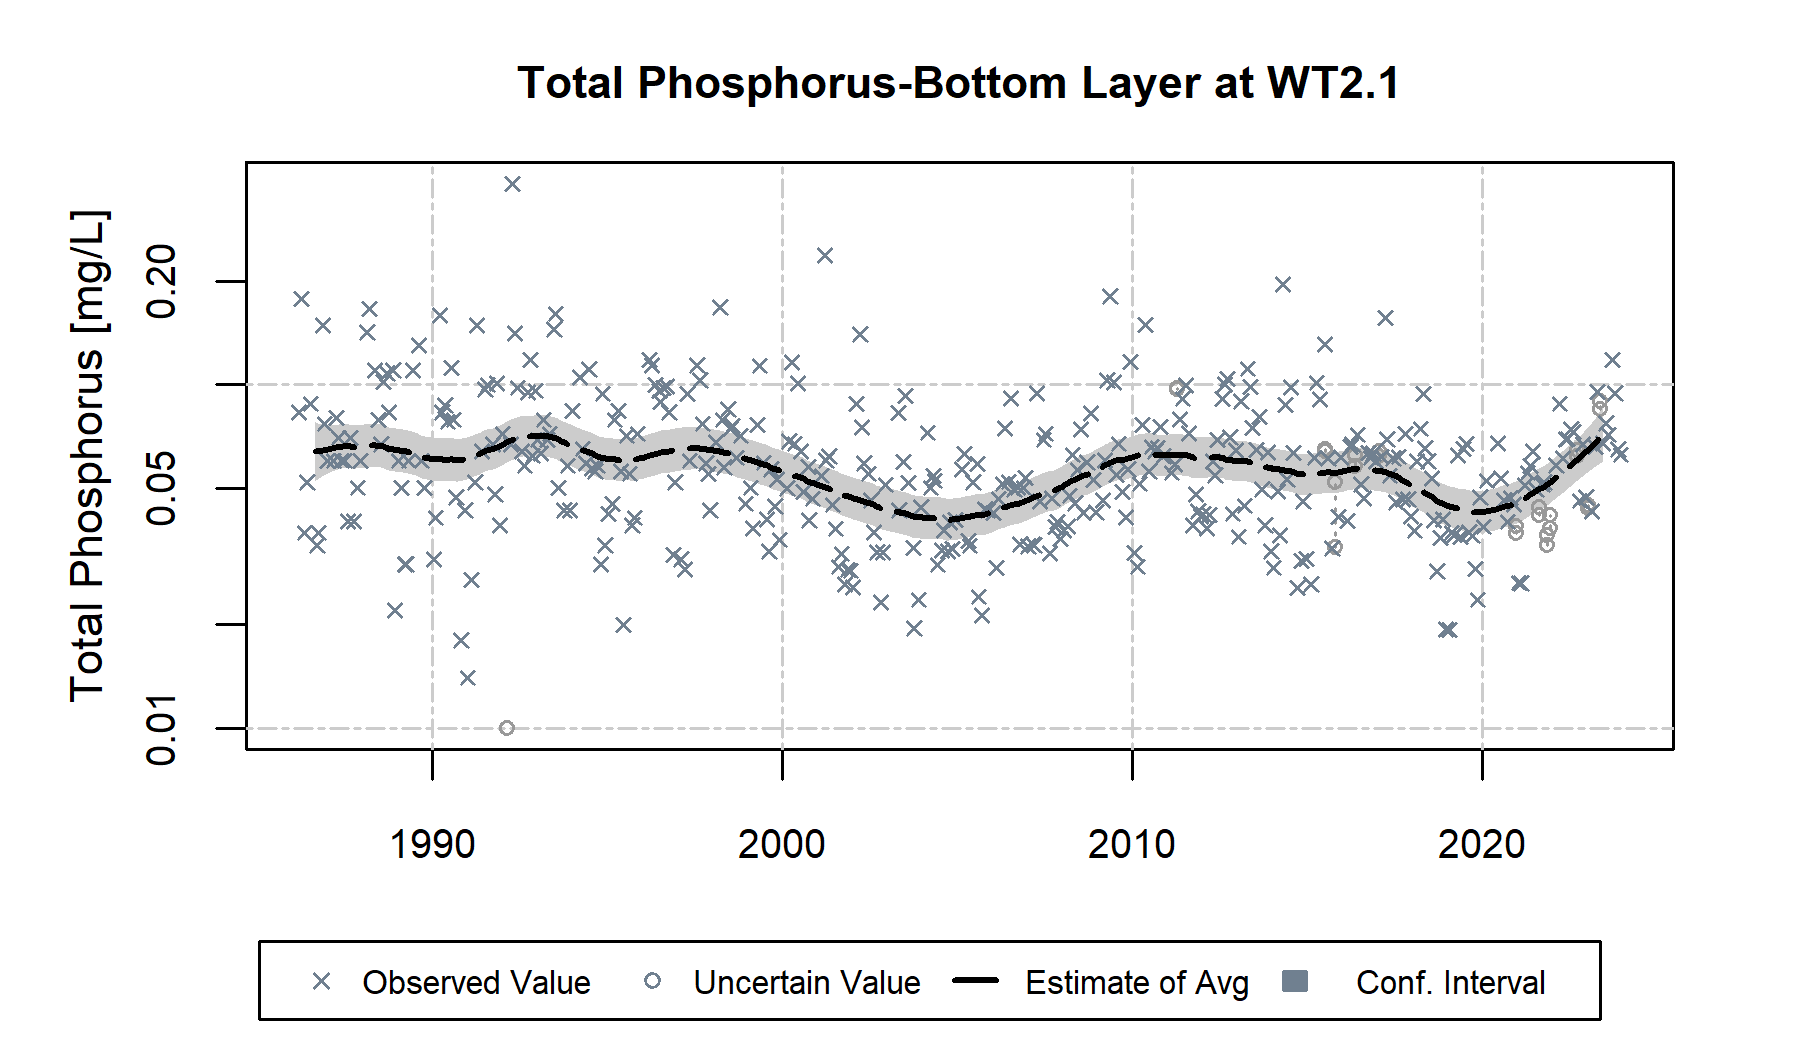 Total Phosphorus-Bottom Layer at WT2.1
Total Phosphorus [mg/L]
0.20
0.05
0.01
1990 2000 2010 2020
Observed Value Uncertain Value Estimate of Avg Conf. Interval